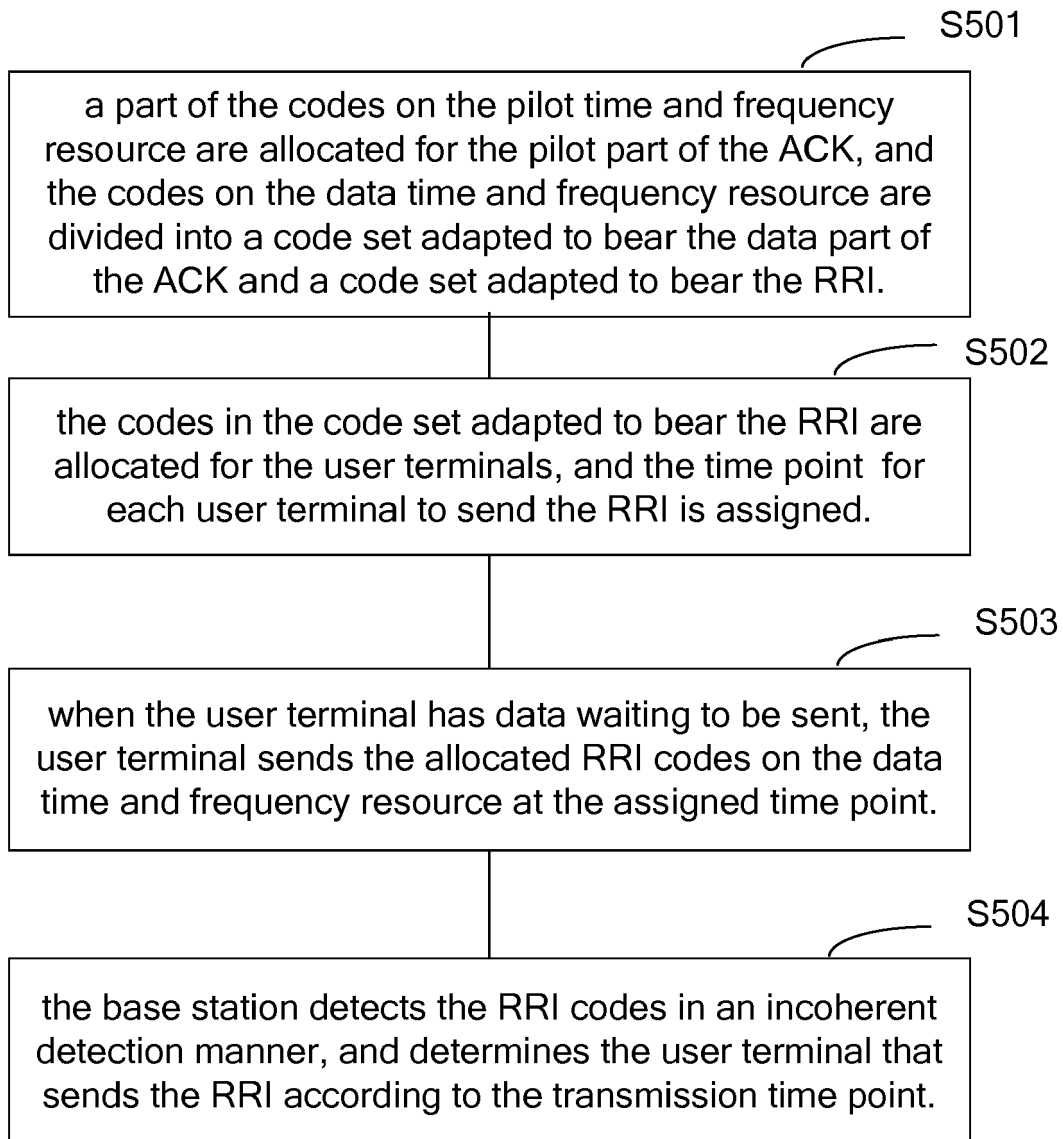 S501
a part of the codes on the pilot time and frequency
resource are allocated for the pilot part of the ACK, and
the codes on the data time and frequency resource are
divided into a code set adapted to bear the data part of
the ACK and a code set adapted to bear the RRI.
S502
the codes in the code set adapted to bear the RRI are
allocated for the user terminals, and the time point for
each user terminal to send the RRI is assigned.
S503
when the user terminal has data waiting to be sent, the
user terminal sends the allocated RRI codes on the data
time and frequency resource at the assigned time point.
S504
the base station detects the RRI codes in an incoherent
detection manner, and determines the user terminal that
sends the RRI according to the transmission time point.